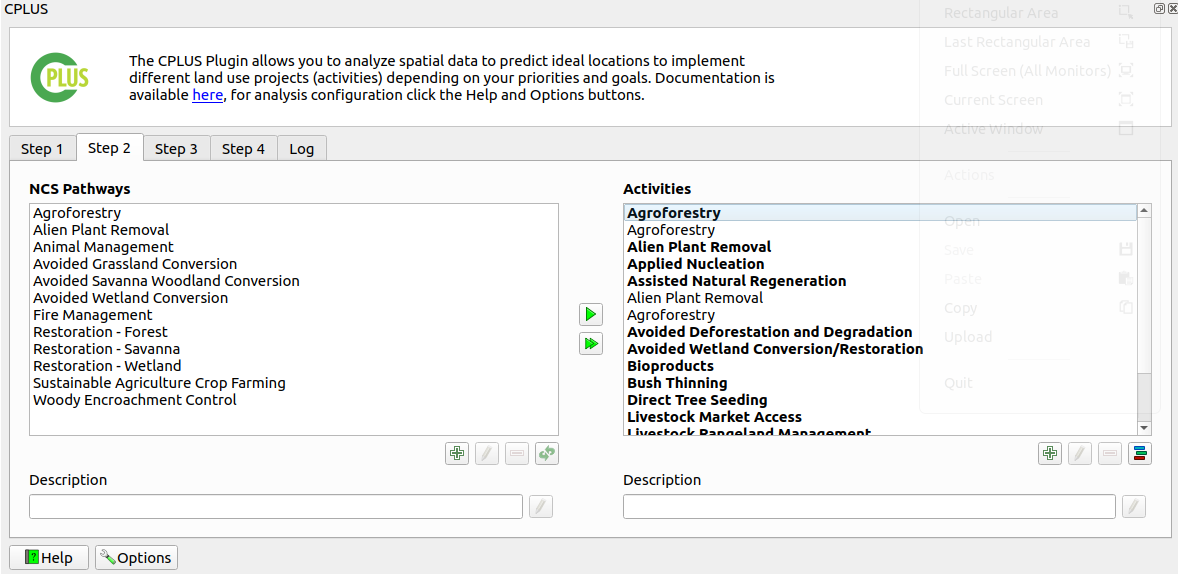 CPLUS
CPLUS
The CPLUS Plugin allows you to analyze spatial data to predict ideal locations to implement
different land use projects (activities) depending on your priorities and goals. Documentation is
available here, for analysis configuration click the Help and Options buttons.
Rectangular Area
Last Rectangular Area
Full Screen (All Monitors)
Current Screen
Active Window
Actions
Open
Save
Paste
Copy
Upload
Quit
Step 1
Step 2
Step 3
Step 4
Log
NCS Pathways
Agroforestry
Alien Plant Removal
Animal Management
Avoided Grassland Conversion
Avoided Savanna Woodland Conversion
Avoided Wetland Conversion
Fire Management
Restoration - Forest
Restoration - Savanna
Restoration - Wetland
Sustainable Agriculture Crop Farming
Woody Encroachment Control
Description
Activities
Agroforestry
Agroforestry
Alien Plant Removal
Applied Nucleation
Assisted Natural Regeneration
Alien Plant Removal
Agroforestry
Avoided Deforestation and Degradation
Avoided Wetland Conversion/Restoration
Bioproducts
Bush Thinning
Direct Tree Seeding
Livestock Market Access
Livestock Rangeland Management
Description
Help
Options